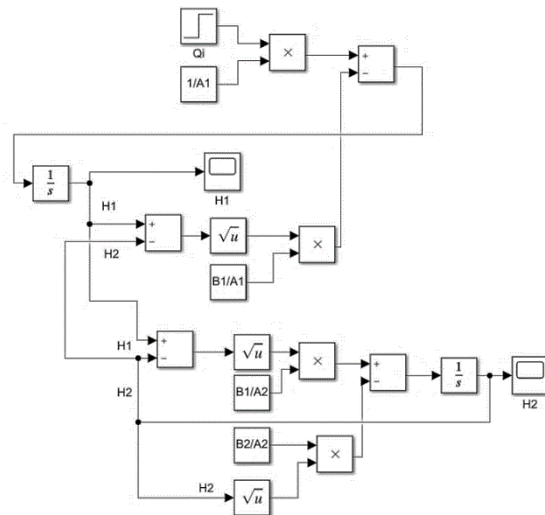 Qi
×
1/A1
+
−
1
s
H1
H1
+
−
H2
√u
×
B1/A1
+
−
H1
√u
×
B1/A2
+
−
1
s
H2
H2
B2/A2
×
H2
√u